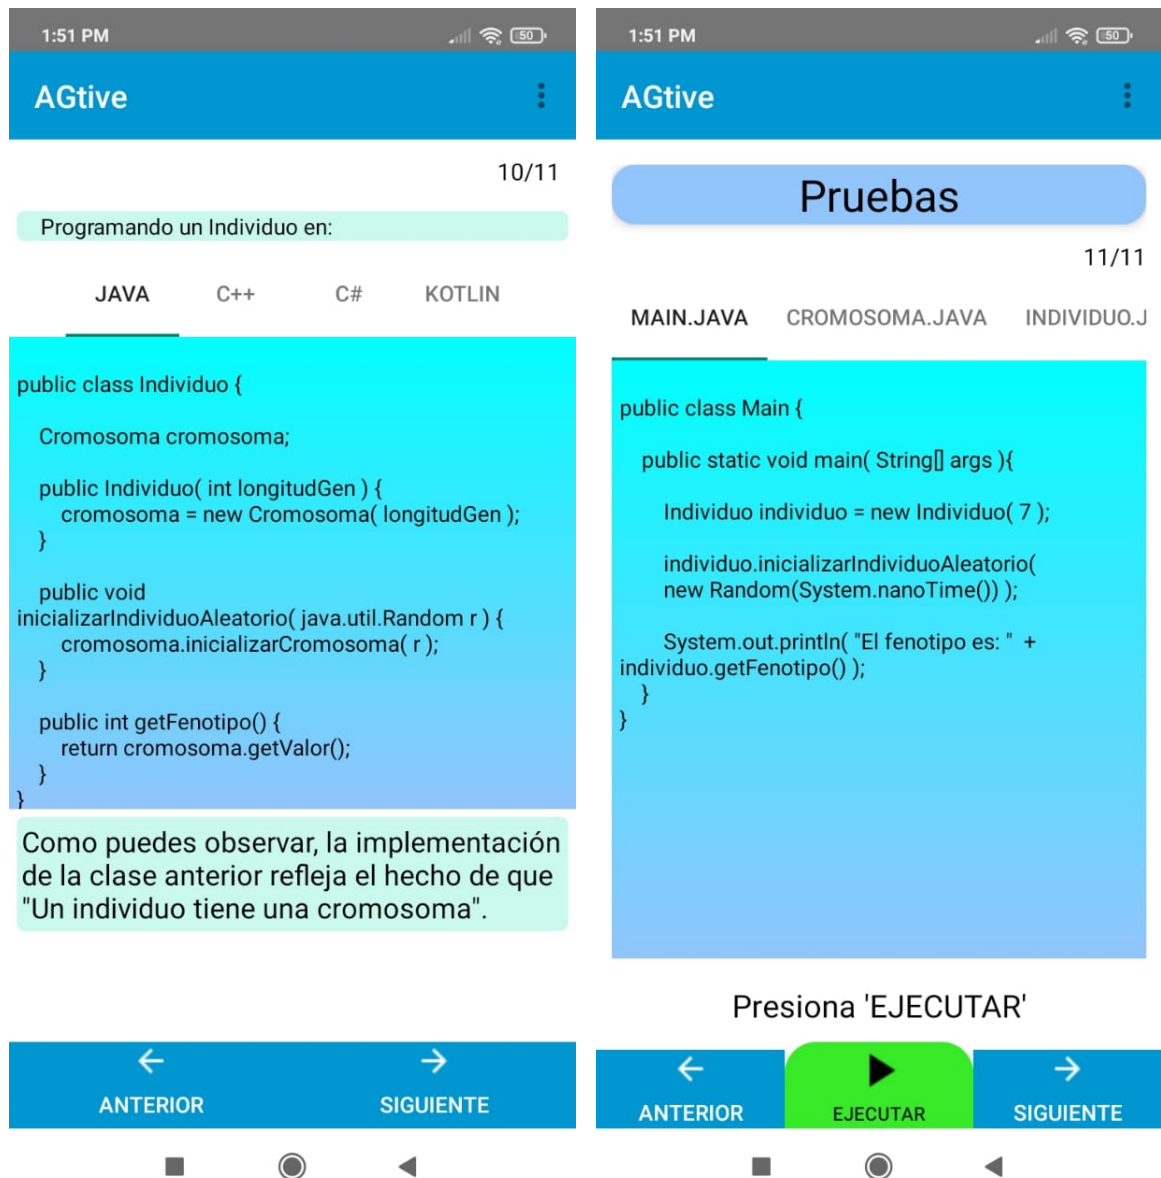 1:51 PM
50
AGtive
10/11
Programando un Individuo en:
JAVA C++ C# KOTLIN
public class Individuo {
Cromosoma cromosoma;
public Individuo( int longitudGen ) {
cromosoma = new Cromosoma( longitudGen );
}
public void
inicializarIndividuoAleatorio( java.util.Random r ) {
cromosoma.inicializarCromosoma( r );
}
public int getFenotipo() {
return cromosoma.getValor();
}
}
Como puedes observar, la implementación
de la clase anterior refleja el hecho de que
"Un individuo tiene una cromosoma".
ANTERIOR SIGUIENTE
1:51 PM
50
AGtive
Pruebas
11/11
MAIN.JAVA CROMOSOMA.JAVA INDIVIDUO.J
public class Main {
public static void main( String[] args ){
Individuo individuo = new Individuo( 7 );
individuo.inicializarIndividuoAleatorio(
new Random(System.nanoTime()) );
System.out.println( "El fenotipo es: " +
individuo.getFenotipo() );
}
}
Presiona 'EJECUTAR'
ANTERIOR EJECUTAR SIGUIENTE